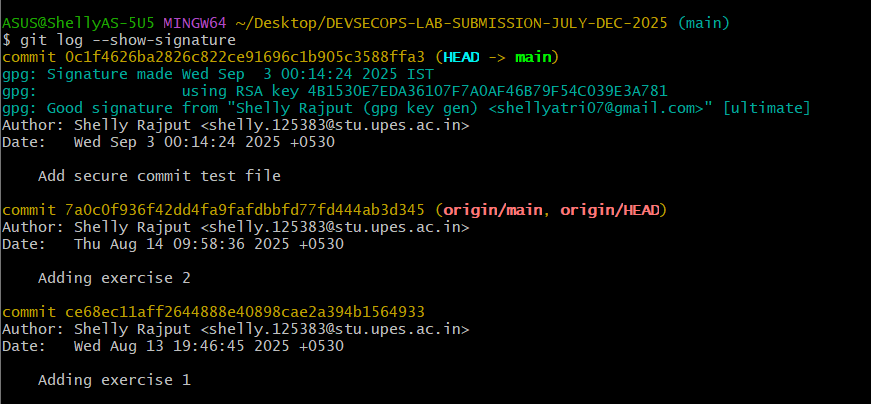 ASUS@ShellyAS-5U5 MINGW64 ~/Desktop/DEVSECOPS-LAB-SUBMISSION-JULY-DEC-2025 (main)
$ git log --show-signature
commit 0c1f4626ba2826c822ce91696c1b905c3588ffa3 (HEAD -> main)
gpg: Signature made Wed Sep  3 00:14:24 2025 IST
gpg:                using RSA key 4B1530E7EDA36107F7A0AF46B79F54C039E3A781
gpg: Good signature from "Shelly Rajput (gpg key gen) <shellyatri07@gmail.com>" [ultimate]
Author: Shelly Rajput <shelly.125383@stu.upes.ac.in>
Date:   Wed Sep 3 00:14:24 2025 +0530
    Add secure commit test file
commit 7a0c0f936f42dd4fa9fafdbbfd77fd444ab3d345 (origin/main, origin/HEAD)
Author: Shelly Rajput <shelly.125383@stu.upes.ac.in>
Date:   Thu Aug 14 09:58:36 2025 +0530
    Adding exercise 2
commit ce68ec11aff2644888e40898cae2a394b1564933
Author: Shelly Rajput <shelly.125383@stu.upes.ac.in>
Date:   Wed Aug 13 19:46:45 2025 +0530
    Adding exercise 1